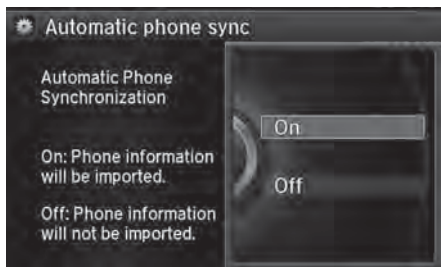 Automatic phone sync
Automatic Phone
Synchronization
On: Phone information
will be imported.
Off: Phone information
will not be imported.
On
Off